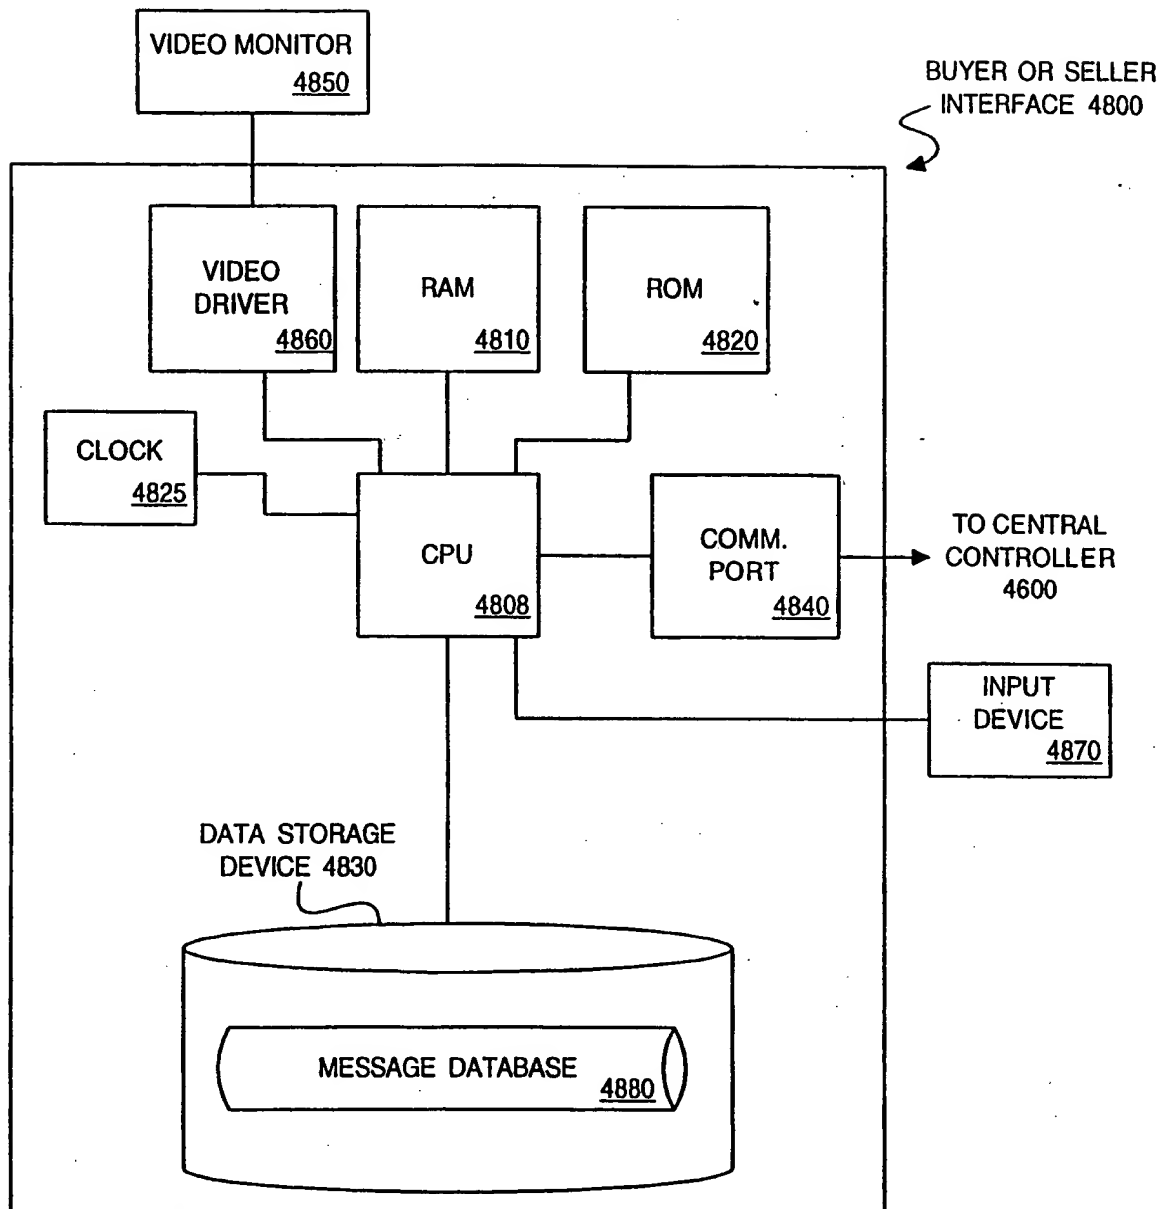 VIDEO MONITOR
4850
BUYER OR SELLER
INTERFACE 4800
VIDEO
DRIVER
4860
RAM
4810
ROM
4820
CLOCK
4825
CPU
4808
COMM.
PORT
4840
TO CENTRAL
CONTROLLER
4600
INPUT
DEVICE
4870
DATA STORAGE
DEVICE 4830
MESSAGE DATABASE
4880